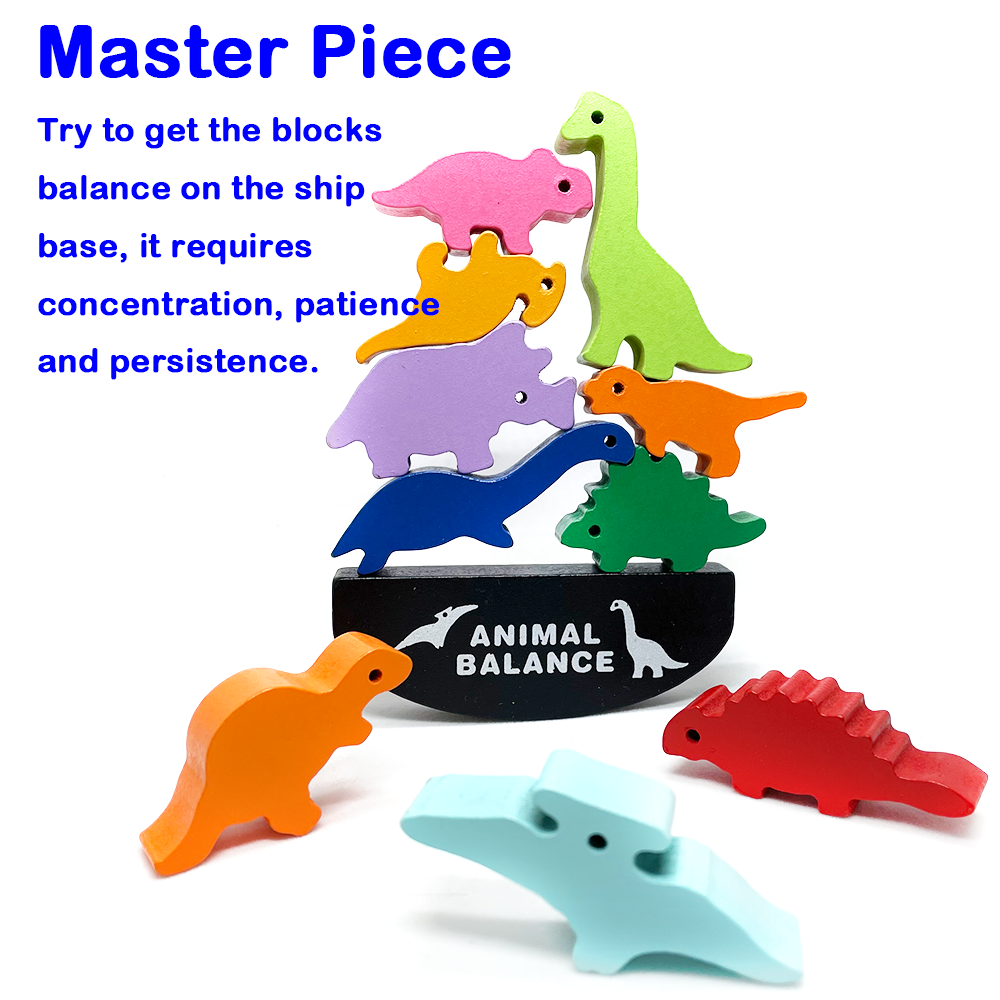 Master Piece
Try to get the blocks
balance on the ship
base, it requires
concentration, patience
and persistence.
ANIMAL
BALANCE